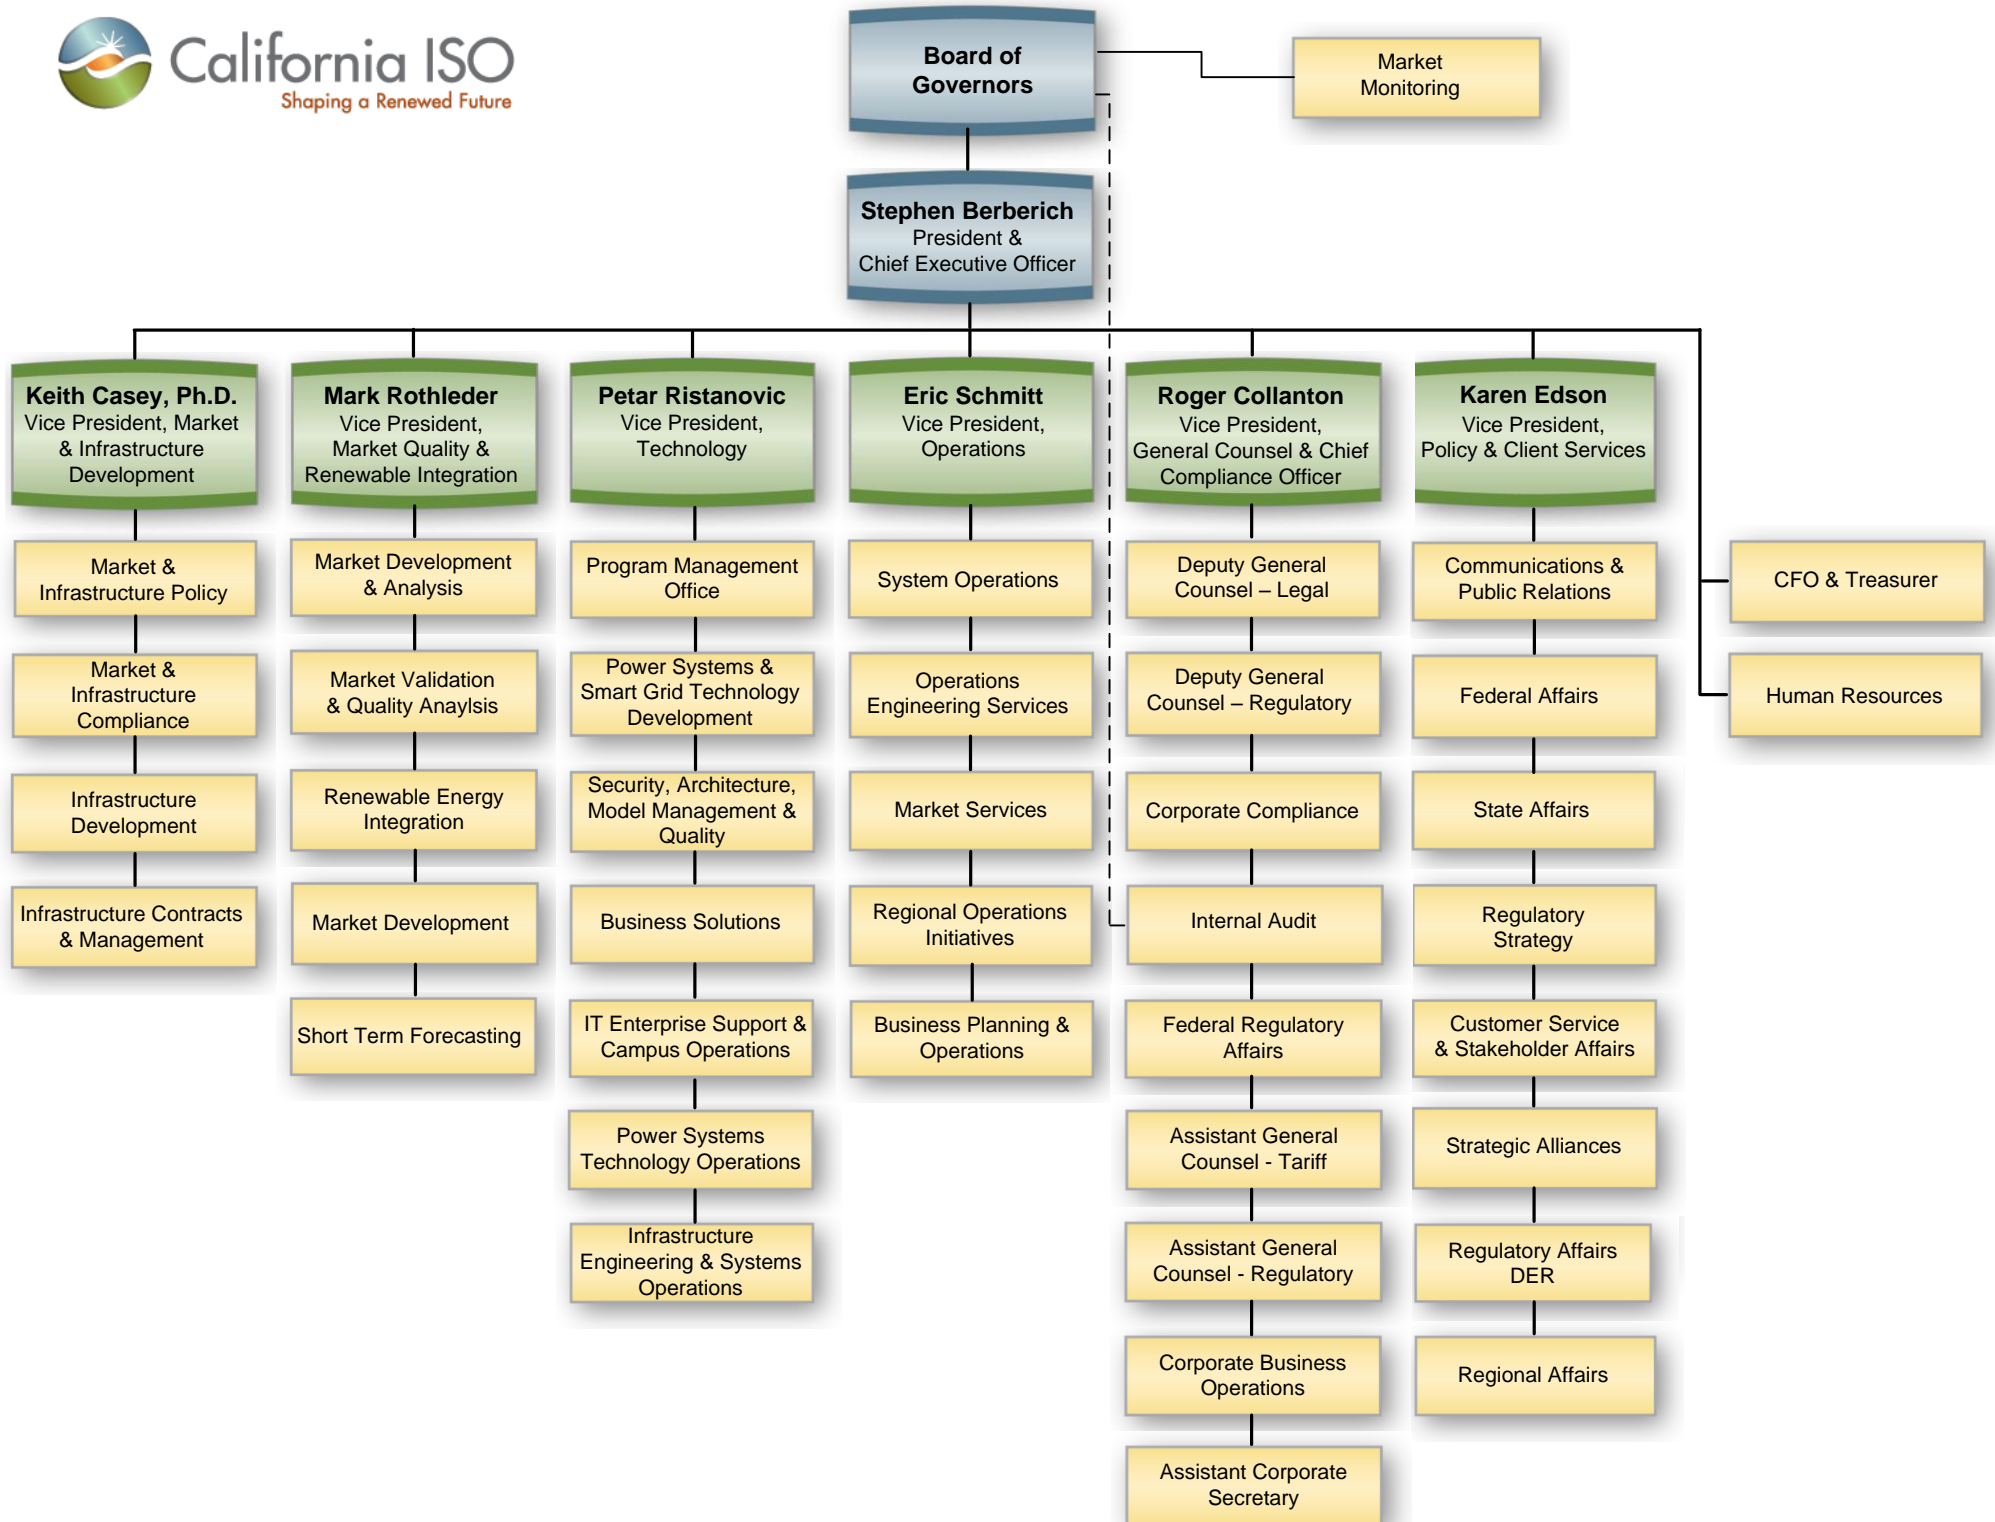 California ISO
Shaping a Renewed Future
Board of
Governors
Market
Monitoring
Stephen Berberich
President &
Chief Executive Officer
Keith Casey, Ph.D.
Vice President, Market
& Infrastructure
Development
Market &
Infrastructure Policy
Market &
Infrastructure
Compliance
Infrastructure
Development
Infrastructure Contracts
& Management
Mark Rothleder
Vice President,
Market Quality &
Renewable Integration
Market Development
& Analysis
Market Validation
& Quality Anaylsis
Renewable Energy
Integration
Market Development
Short Term Forecasting
Petar Ristanovic
Vice President,
Technology
Program Management
Office
Power Systems &
Smart Grid Technology
Development
Security, Architecture,
Model Management &
Quality
Business Solutions
IT Enterprise Support &
Campus Operations
Power Systems
Technology Operations
Infrastructure
Engineering & Systems
Operations
Eric Schmitt
Vice President,
Operations
System Operations
Operations
Engineering Services
Market Services
Regional Operations
Initiatives
Business Planning &
Operations
Roger Collanton
Vice President,
General Counsel & Chief
Compliance Officer
Deputy General
Counsel – Legal
Deputy General
Counsel – Regulatory
Corporate Compliance
Internal Audit
Federal Regulatory
Affairs
Assistant General
Counsel - Tariff
Assistant General
Counsel - Regulatory
Corporate Business
Operations
Assistant Corporate
Secretary
Karen Edson
Vice President,
Policy & Client Services
Communications &
Public Relations
Federal Affairs
State Affairs
Regulatory
Strategy
Customer Service
& Stakeholder Affairs
Strategic Alliances
Regulatory Affairs
DER
Regional Affairs
CFO & Treasurer
Human Resources